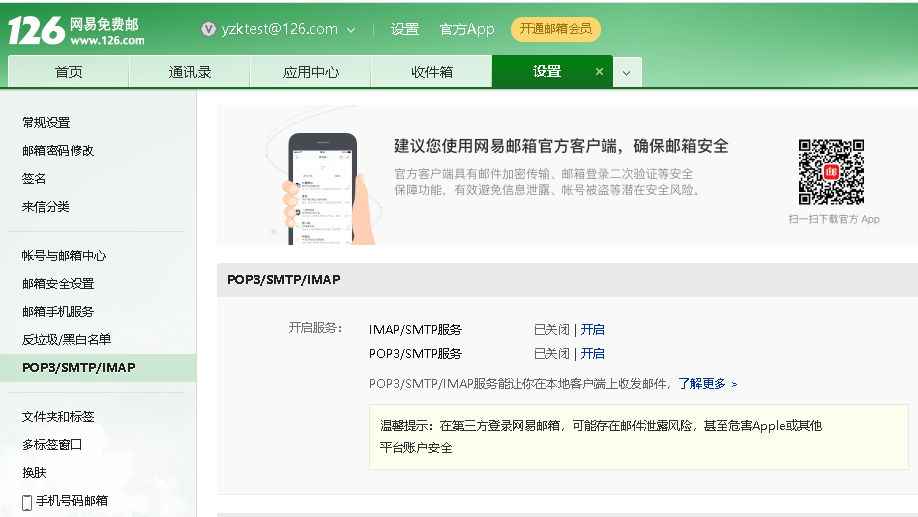 126 网易免费邮
www.126.com
yzktest@126.com
设置
官方App
开通邮箱会员
首页
通讯录
应用中心
收件箱
设置
常规设置
邮箱密码修改
签名
来信分类
帐号与邮箱中心
邮箱安全设置
邮箱手机服务
反垃圾/黑白名单
POP3/SMTP/IMAP
文件夹和标签
多标签窗口
换肤
手机号码邮箱
建议您使用网易邮箱官方客户端，确保邮箱安全
官方客户端具有邮件加密传输、邮箱登录二次验证等安全
保障功能，有效避免信息泄露、帐号被盗等潜在安全风险。
邮
扫一扫下载官方 App
POP3/SMTP/IMAP
开启服务：
IMAP/SMTP服务 已关闭 | 开启
POP3/SMTP服务 已关闭 | 开启
POP3/SMTP/IMAP服务能让你在本地客户端上收发邮件，了解更多 >
温馨提示：在第三方登录网易邮箱，可能存在邮件泄露风险，甚至危害Apple或其他
平台账户安全